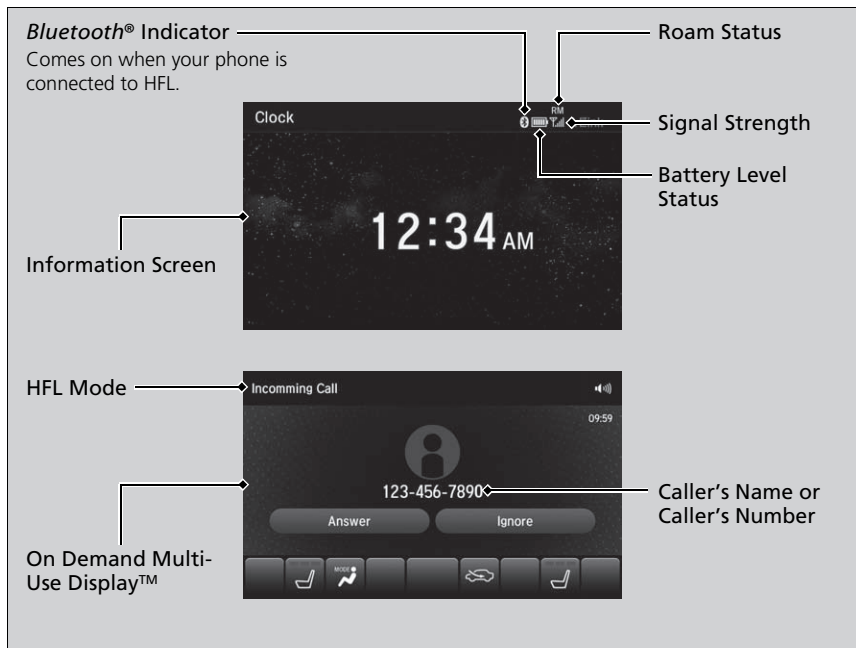 Bluetooth® Indicator
Comes on when your phone is
connected to HFL.
Roam Status
Signal Strength
Battery Level
Status
Clock
RM
12:34 AM
Information Screen
HFL Mode
Incomming Call
09:59
123-456-7890
Answer
Ignore
Caller's Name or
Caller's Number
On Demand Multi-
Use Display™
MODE